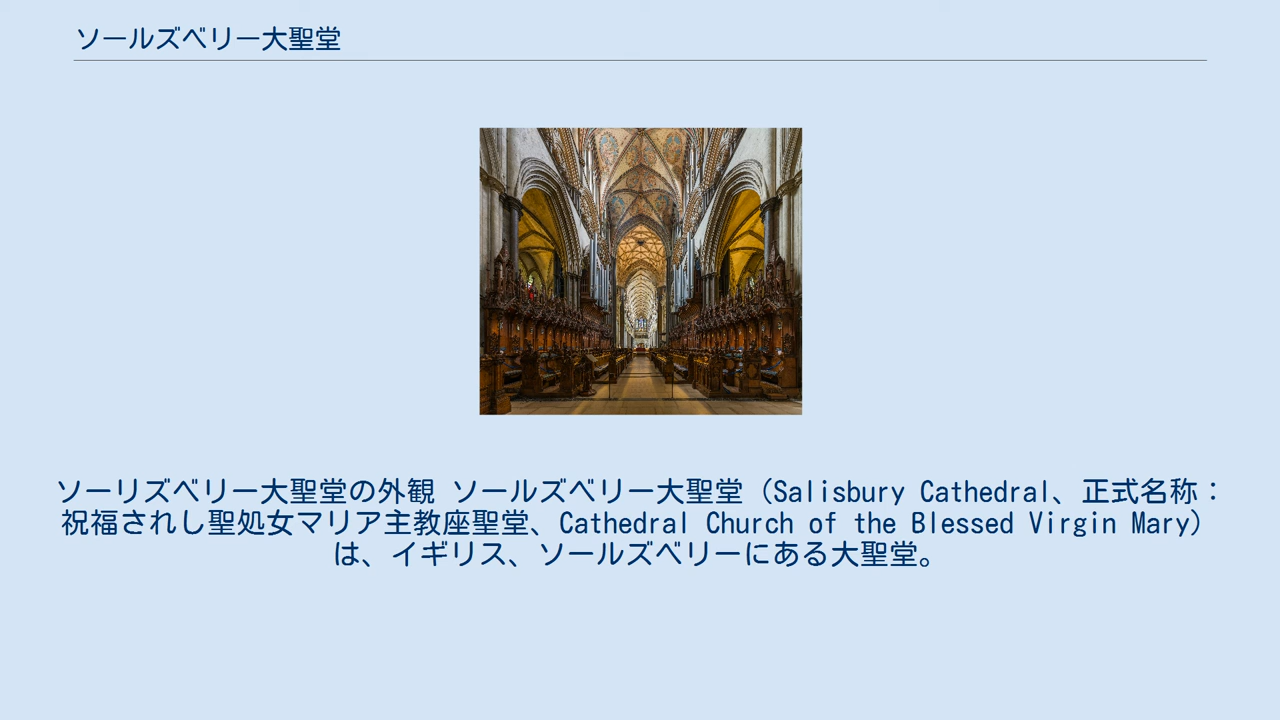 ソールズベリー大聖堂
ソーリズベリー大聖堂の外観 ソールズベリー大聖堂（Salisbury Cathedral、正式名称：
祝福されし聖処女マリア主教座聖堂、Cathedral Church of the Blessed Virgin Mary）
は、イギリス、ソールズベリーにある大聖堂。